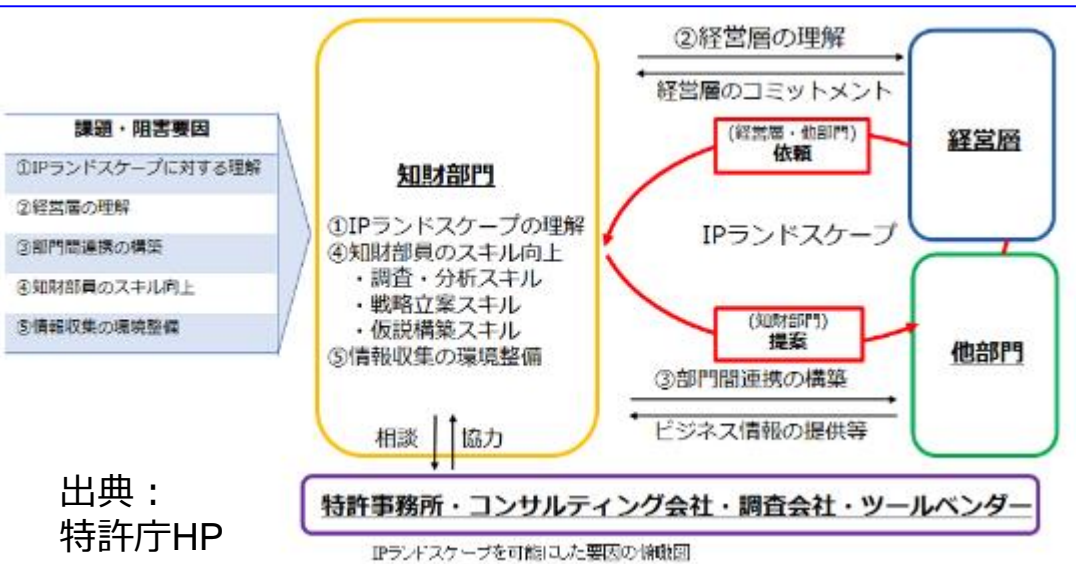 課題・阻害要因
①IPランドスケープに対する理解
②経営層の理解
③部門間連携の構築
④知財部員のスキル向上
⑤情報収集の環境整備
知財部門
①IPランドスケープの理解
④知財部員のスキル向上
・調査・分析スキル
・戦略立案スキル
・仮説構築スキル
⑤情報収集の環境整備
②経営層の理解
経営層のコミットメント
(経営層・他部門)
依頼
経営層
IPランドスケープ
(知財部門)
提案
他部門
③部門間連携の構築
ビジネス情報の提供等
相談
協力
特許事務所・コンサルティング会社・調査会社・ツールベンダー
IPランドスケープを可能にした要因の俯瞰図
出典：
特許庁HP